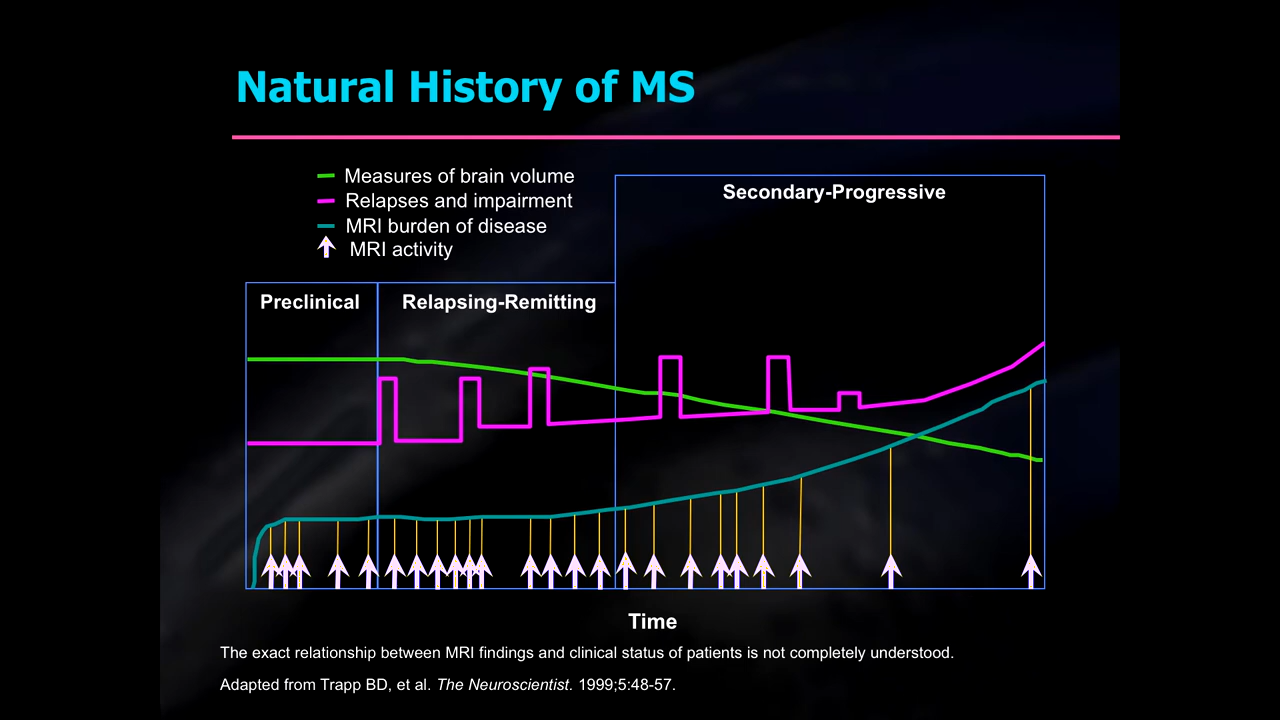 Natural History of MS
Measures of brain volume
Relapses and impairment
MRI burden of disease
MRI activity
Secondary-Progressive
Preclinical
Relapsing-Remitting
Time
The exact relationship between MRI findings and clinical status of patients is not completely understood.
Adapted from Trapp BD, et al. The Neuroscientist. 1999;5:48-57.